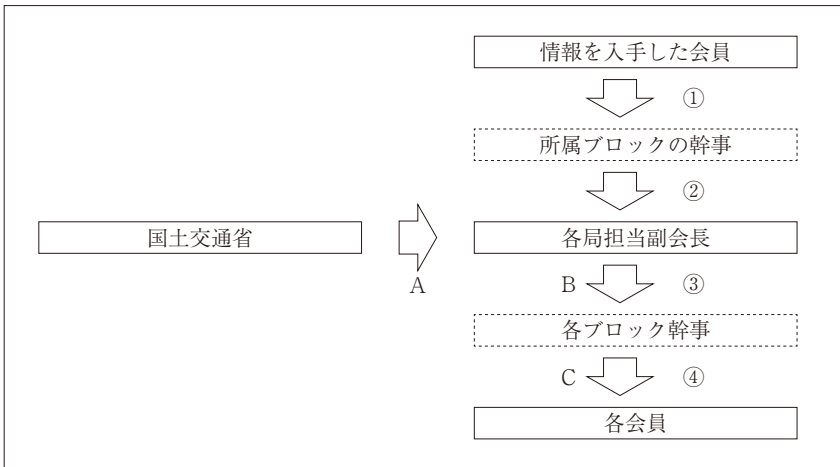 情報を入手した会員
①
所属ブロックの幹事
②
国土交通省
A
各局担当副会長
B ③
各ブロック幹事
C ④
各会員